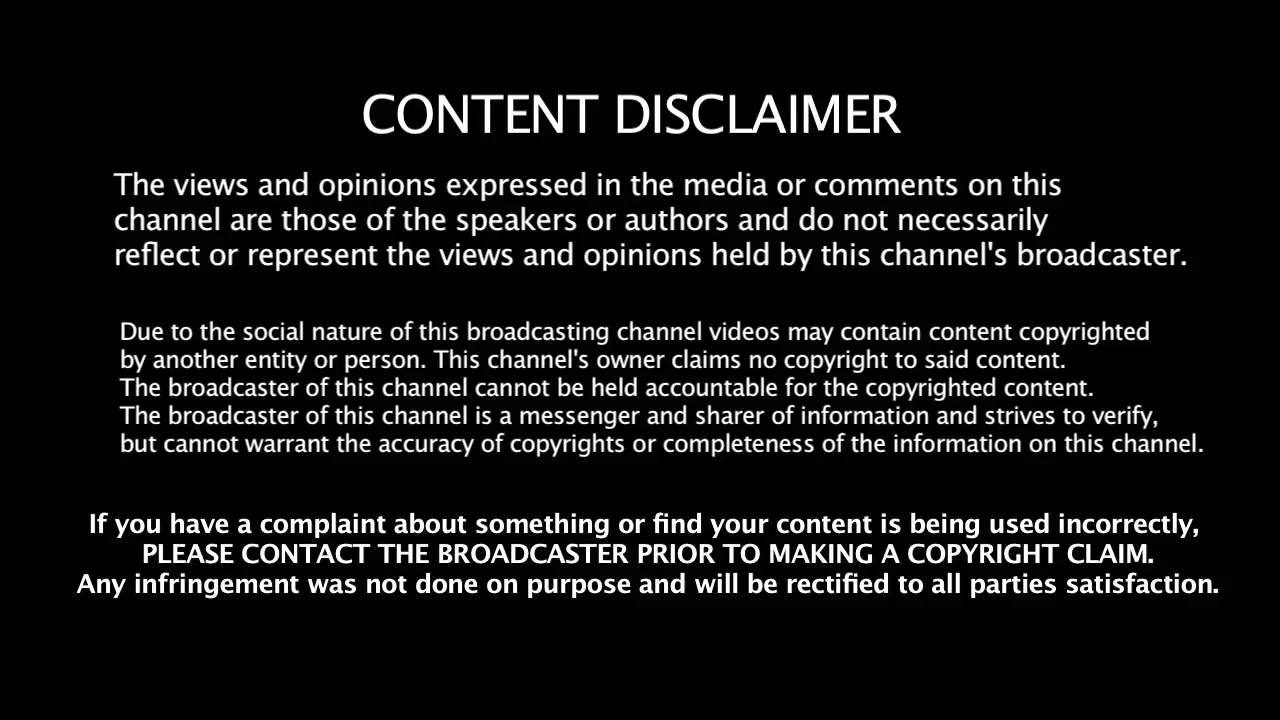 CONTENT DISCLAIMER
The views and opinions expressed in the media or comments on this
channel are those of the speakers or authors and do not necessarily
reflect or represent the views and opinions held by this channel's broadcaster.
Due to the social nature of this broadcasting channel videos may contain content copyrighted
by another entity or person. This channel's owner claims no copyright to said content.
The broadcaster of this channel cannot be held accountable for the copyrighted content.
The broadcaster of this channel is a messenger and sharer of information and strives to verify,
but cannot warrant the accuracy of copyrights or completeness of the information on this channel.
If you have a complaint about something or find your content is being used incorrectly,
PLEASE CONTACT THE BROADCASTER PRIOR TO MAKING A COPYRIGHT CLAIM.
Any infringement was not done on purpose and will be rectified to all parties satisfaction.